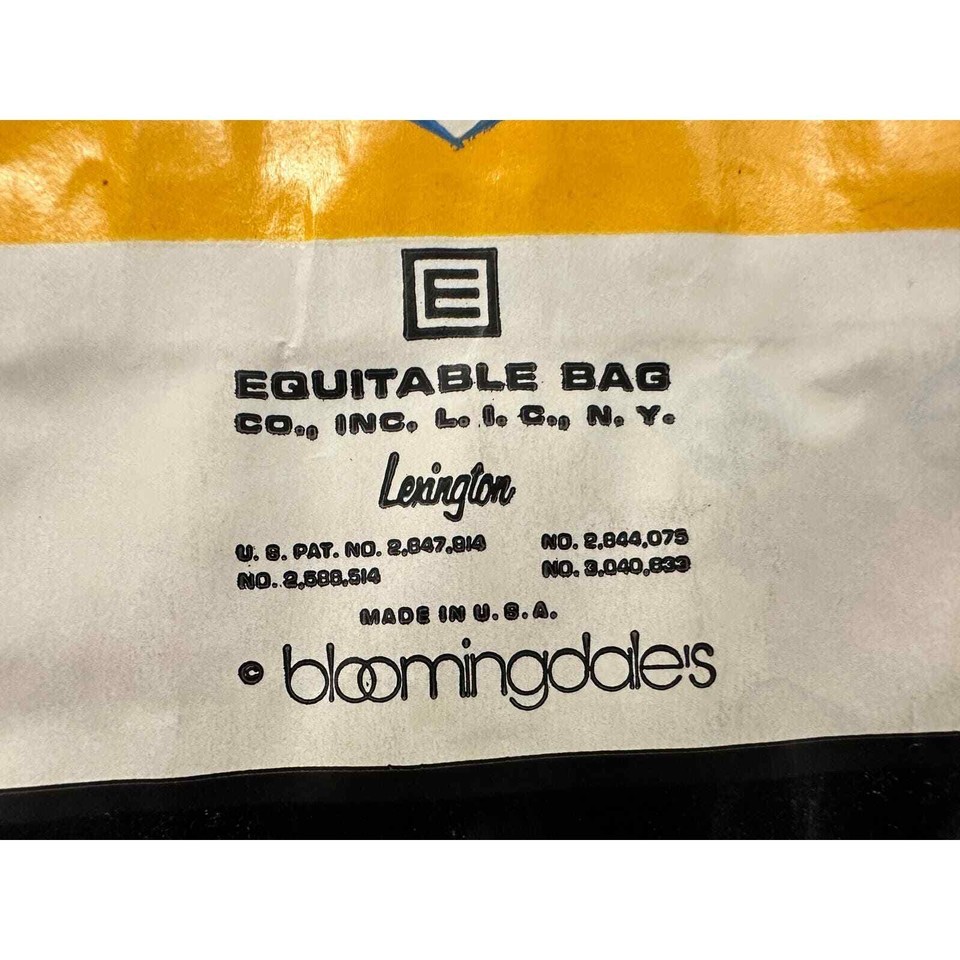 E
EQUITABLE BAG
CO., INC. L. I. C., N. Y.
Lexington
U. S. PAT. NO. 2,847,914 NO. 2,844,075
NO. 2,588,514 NO. 3,040,833
MADE IN U. S. A.
© bloomingdale's